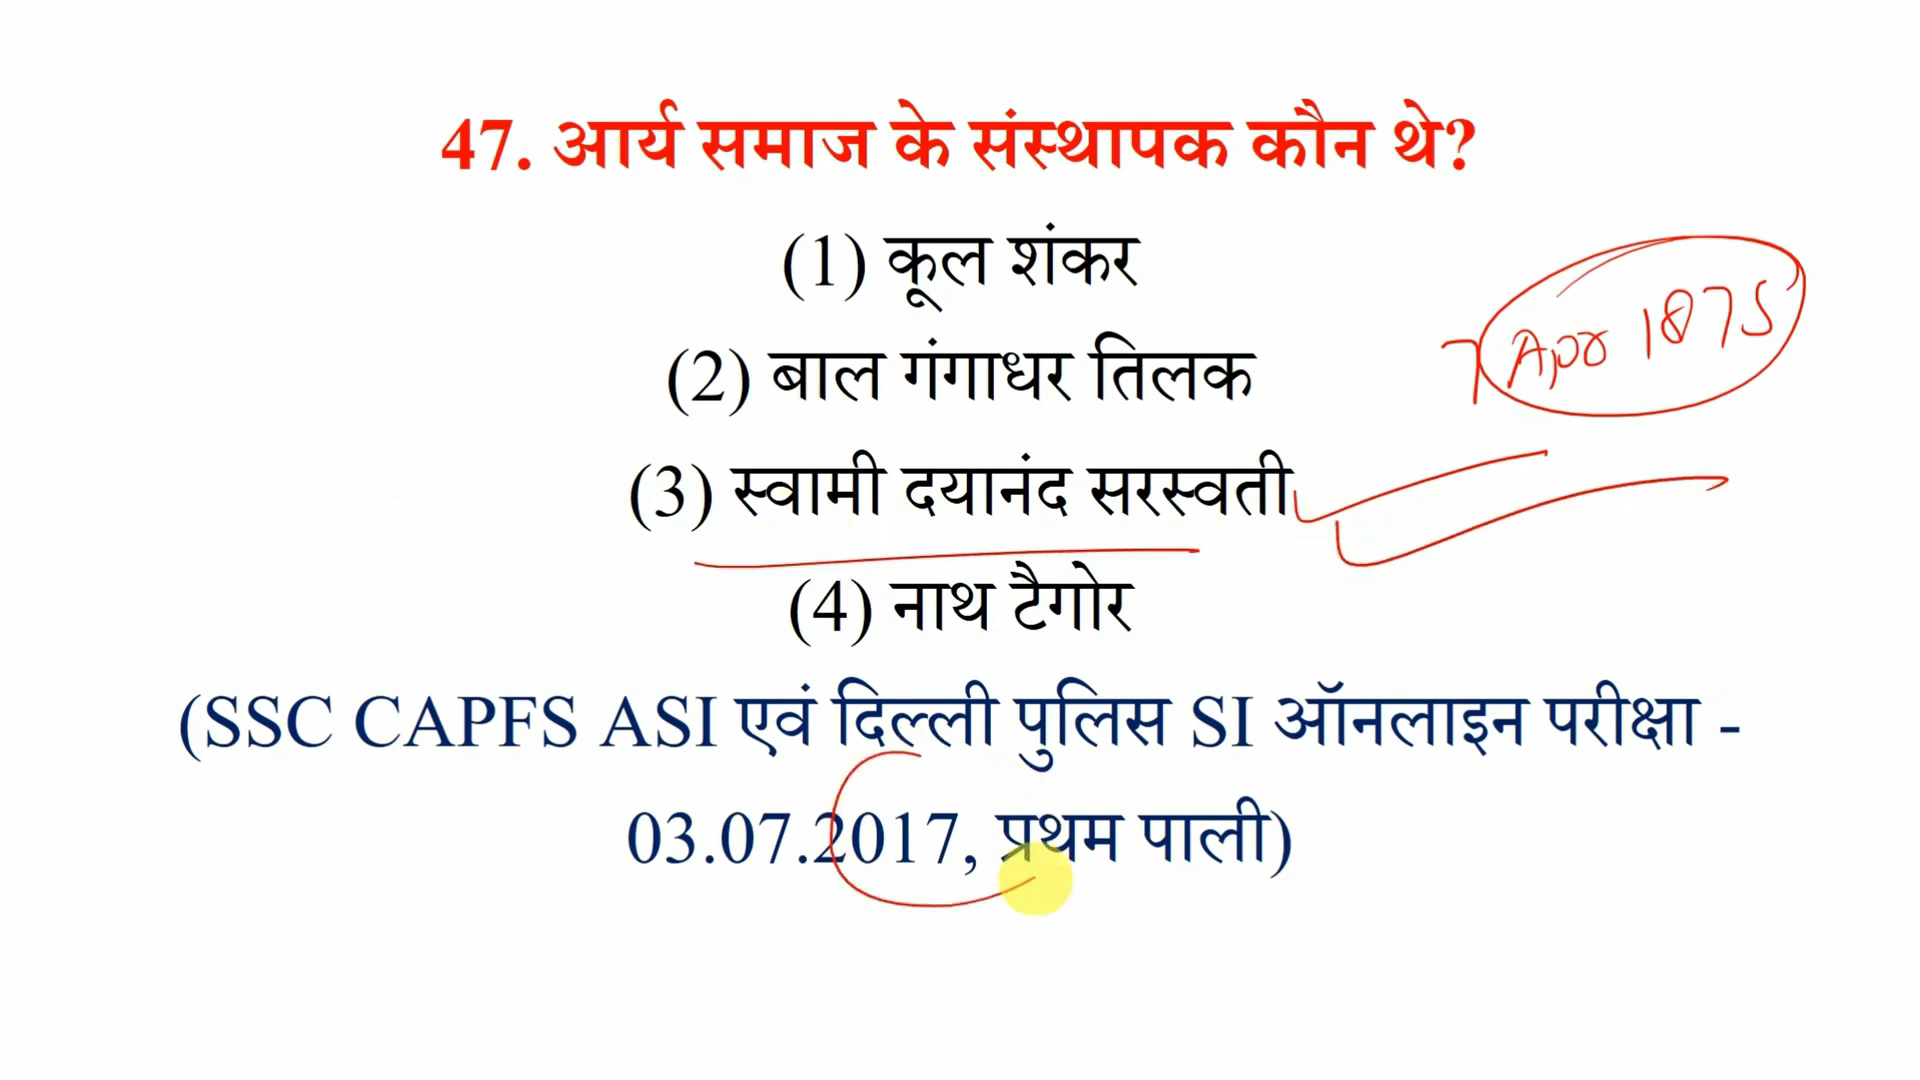 47. आर्य समाज के संस्थापक कौन थे?
(1) कूल शंकर
(2) बाल गंगाधर तिलक
(3) स्वामी दयानंद सरस्वती
(4) नाथ टैगोर
(SSC CAPFS ASI एवं दिल्ली पुलिस SI ऑनलाइन परीक्षा -
03.07.2017, प्रथम पाली)
7 Apr 1875